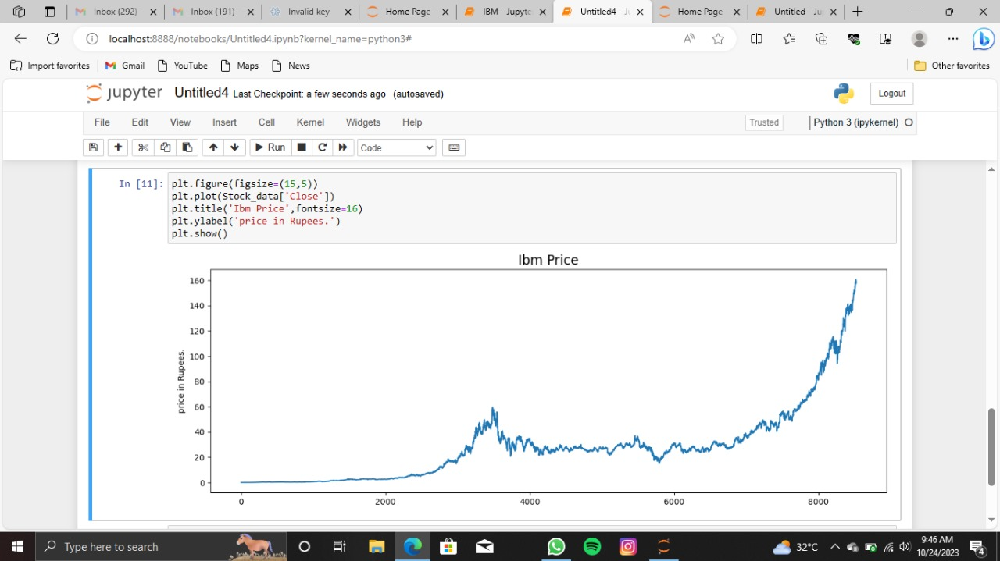 Inbox (292) -
Inbox (191) -
Invalid key
Home Page -
IBM - Jupyte
Untitled4 - Ju
Home Page -
Untitled - Ju
localhost:8888/notebooks/Untitled4.ipynb?kernel_name=python3#
Import favorites
Gmail
YouTube
Maps
News
Other favorites
jupyter Untitled4 Last Checkpoint: a few seconds ago (autosaved)
Logout
File Edit View Insert Cell Kernel Widgets Help
Trusted
Python 3 (ipykernel)
Run
Code
In [11]: plt.figure(figsize=(15,5))
plt.plot(Stock_data['Close'])
plt.title('Ibm Price',fontsize=16)
plt.ylabel('price in Rupees.')
plt.show()
Ibm Price
price in Rupees.
160
140
120
100
80
60
40
20
0
0 2000 4000 6000 8000
Type here to search
32°C
9:46 AM
10/24/2023
4